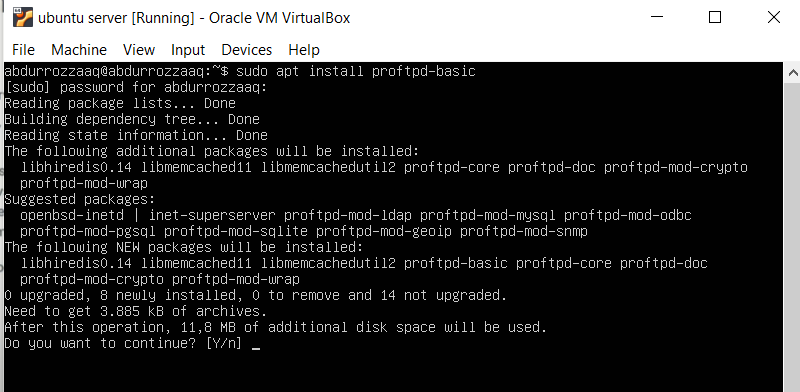 ubuntu server [Running] - Oracle VM VirtualBox
File Machine View Input Devices Help
abdurrozzaaq@abdurrozzaaq:~$ sudo apt install proftpd-basic
[sudo] password for abdurrozzaaq:
Reading package lists... Done
Building dependency tree... Done
Reading state information... Done
The following additional packages will be installed:
  libhiredis0.14 libmemcached11 libmemcachedutil2 proftpd-core proftpd-doc proftpd-mod-crypto
  proftpd-mod-wrap
Suggested packages:
  openbsd-inetd | inet-superserver proftpd-mod-ldap proftpd-mod-mysql proftpd-mod-odbc
  proftpd-mod-pgsql proftpd-mod-sqlite proftpd-mod-geoip proftpd-mod-snmp
The following NEW packages will be installed:
  libhiredis0.14 libmemcached11 libmemcachedutil2 proftpd-basic proftpd-core proftpd-doc
  proftpd-mod-crypto proftpd-mod-wrap
0 upgraded, 8 newly installed, 0 to remove and 14 not upgraded.
Need to get 3.885 kB of archives.
After this operation, 11,8 MB of additional disk space will be used.
Do you want to continue? [Y/n] _